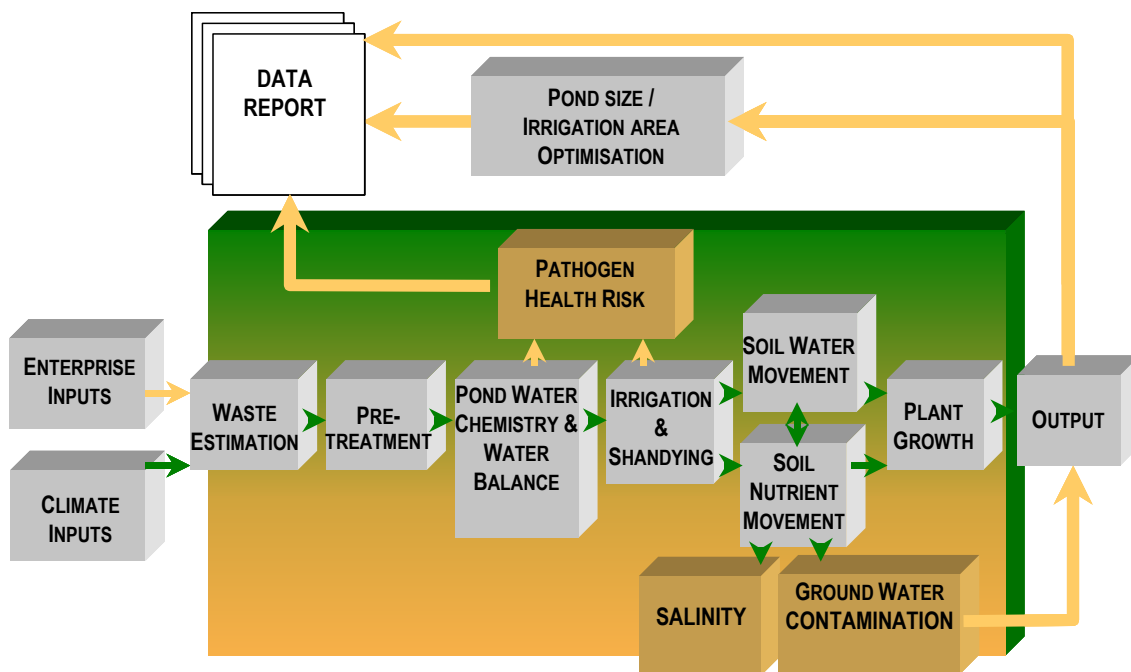 DATA
REPORT
POND SIZE /
IRRIGATION AREA
OPTIMISATION
PATHOGEN
HEALTH RISK
ENTERPRISE
INPUTS
CLIMATE
INPUTS
WASTE
ESTIMATION
PRE-
TREATMENT
POND WATER
CHEMISTRY &
WATER
BALANCE
IRRIGATION
&
SHANDYING
SOIL WATER
MOVEMENT
SOIL
NUTRIENT
MOVEMENT
PLANT
GROWTH
OUTPUT
SALINITY
GROUND WATER
CONTAMINATION